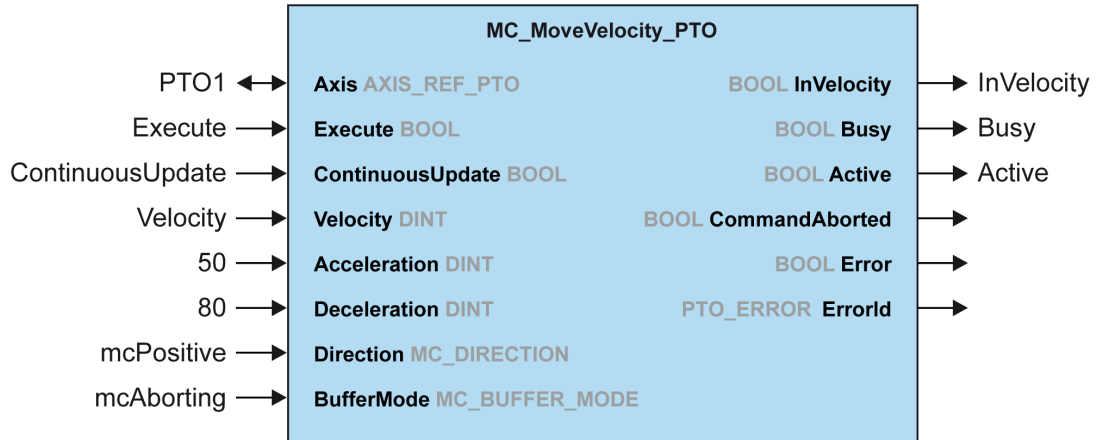 MC_MoveVelocity_PTO
PTO1 Axis AXIS_REF_PTO BOOL InVelocity InVelocity
Execute Execute BOOL BOOL Busy Busy
ContinuousUpdate ContinuousUpdate BOOL BOOL Active Active
Velocity Velocity DINT BOOL CommandAborted
50 Acceleration DINT BOOL Error
80 Deceleration DINT PTO_ERROR ErrorId
mcPositive Direction MC_DIRECTION
mcAborting BufferMode MC_BUFFER_MODE